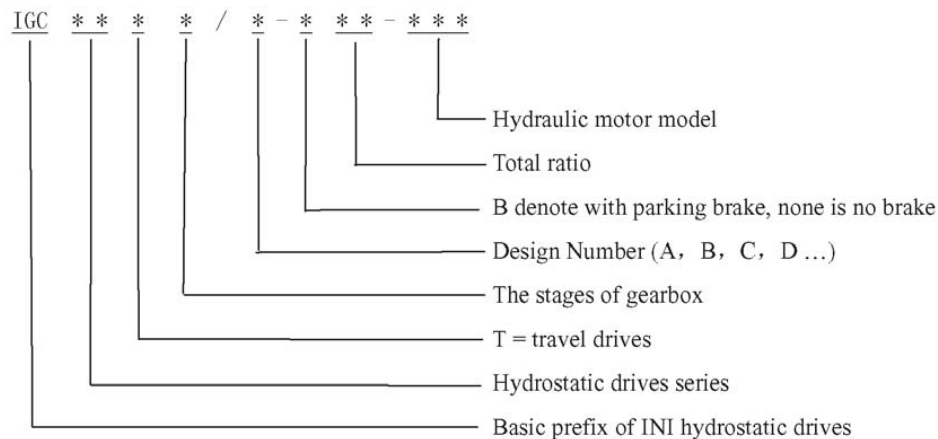 IGC * * * * / * - * * * - * * *
Hydraulic motor model
Total ratio
B denote with parking brake, none is no brake
Design Number (A，B，C，D ...)
The stages of gearbox
T = travel drives
Hydrostatic drives series
Basic prefix of INI hydrostatic drives